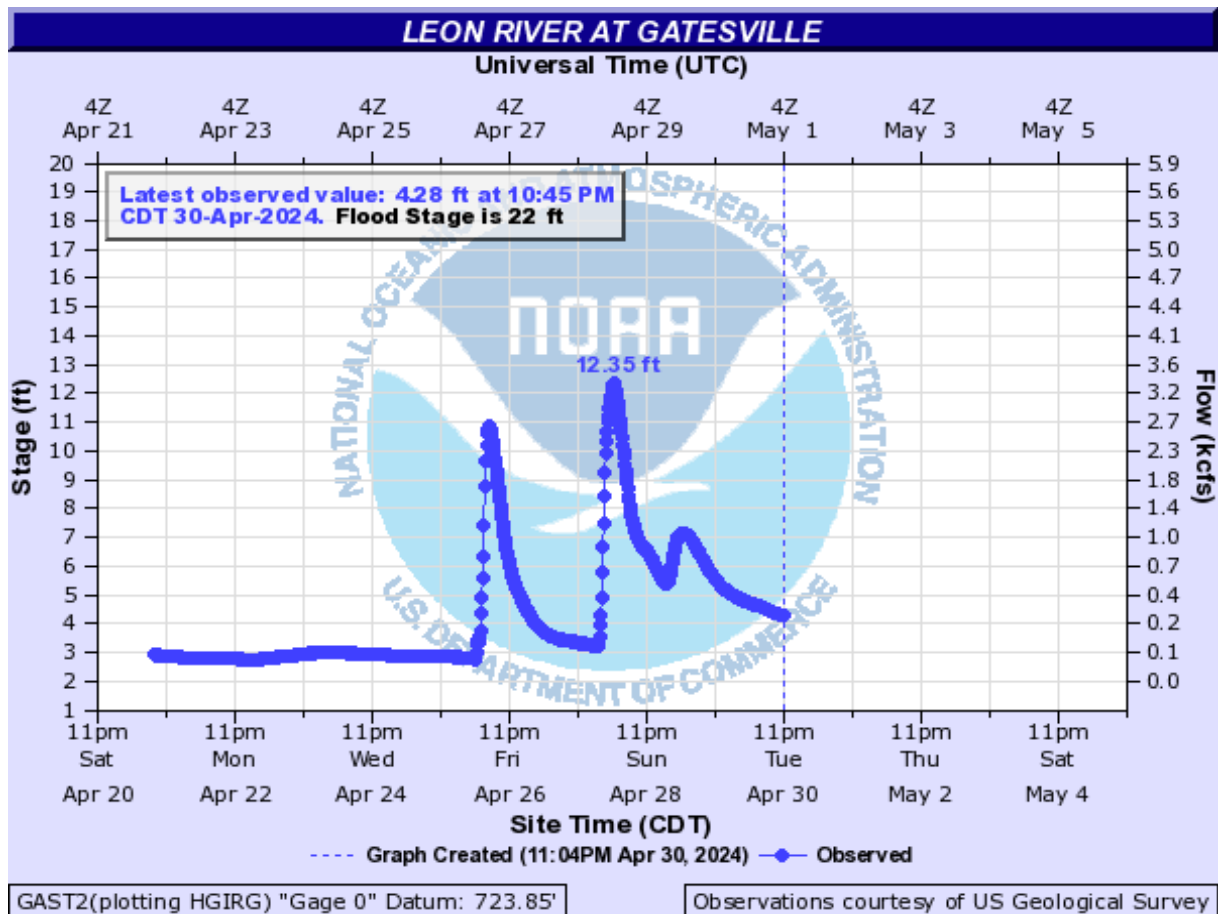 LEON RIVER AT GATESVILLE
Universal Time (UTC)
4Z 4Z 4Z 4Z 4Z 4Z 4Z 4Z
Apr 21 Apr 23 Apr 25 Apr 27 Apr 29 May 1 May 3 May 5
Latest observed value: 4.28 ft at 10:45 PM
CDT 30-Apr-2024. Flood Stage is 22 ft
20 5.9
19 5.6
18 5.3
17 5.0
16 4.7
15 4.4
14 4.1
13 3.6
12 3.2
11 2.7
10 2.3
9 1.8
8 1.4
7 1.0
6 0.7
5 0.4
4 0.2
3 0.1
2 0.0
1
Stage (ft)
Flow (kcfs)
12.35 ft
NATIONAL OCEANIC AND ATMOSPHERIC ADMINISTRATION
NOAA
U.S. DEPARTMENT OF COMMERCE
11pm 11pm 11pm 11pm 11pm 11pm 11pm 11pm
Sat Mon Wed Fri Sun Tue Thu Sat
Apr 20 Apr 22 Apr 24 Apr 26 Apr 28 Apr 30 May 2 May 4
Site Time (CDT)
Graph Created (11:04PM Apr 30, 2024) Observed
GAST2(plotting HGIRG) "Gage 0" Datum: 723.85'
Observations courtesy of US Geological Survey